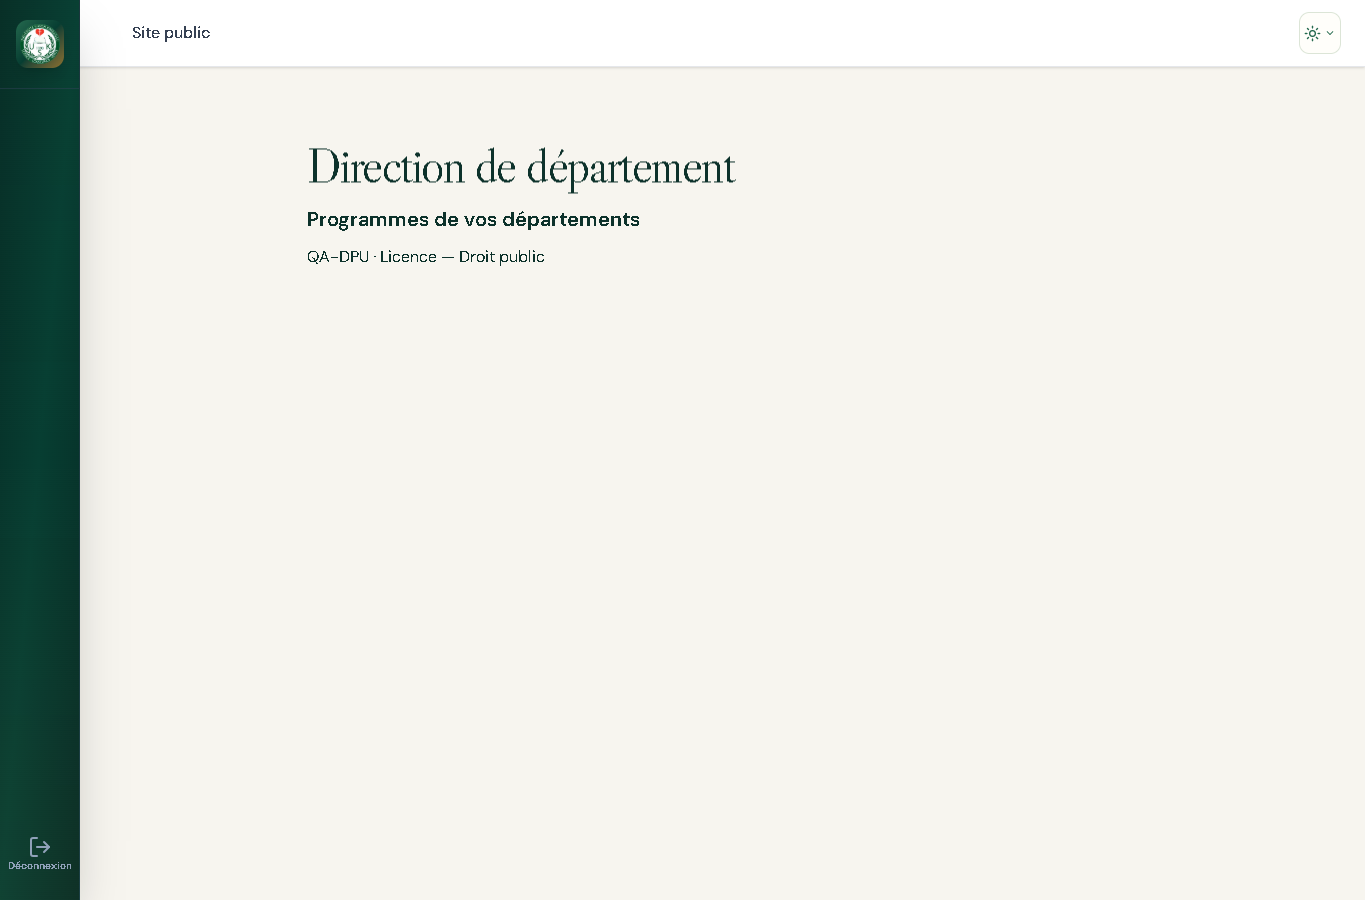 Site public
Direction de département
Programmes de vos départements
QA-DPU · Licence — Droit public
Déconnexion